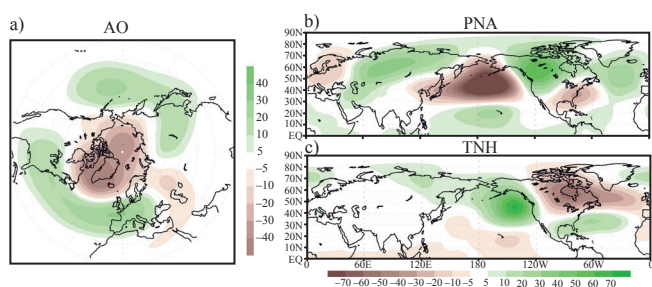 a)
AO
40
30
20
10
5
−5
−10
−20
−30
−40
b)
PNA
90N
80N
70N
60N
50N
40N
30N
20N
10N
EQ
c)
TNH
90N
80N
70N
60N
50N
40N
30N
20N
10N
EQ
0 60E 120E 180 120W 60W 0
−70 −60 −50 −40 −30 −20 −10 −5 5 10 20 30 40 50 60 70